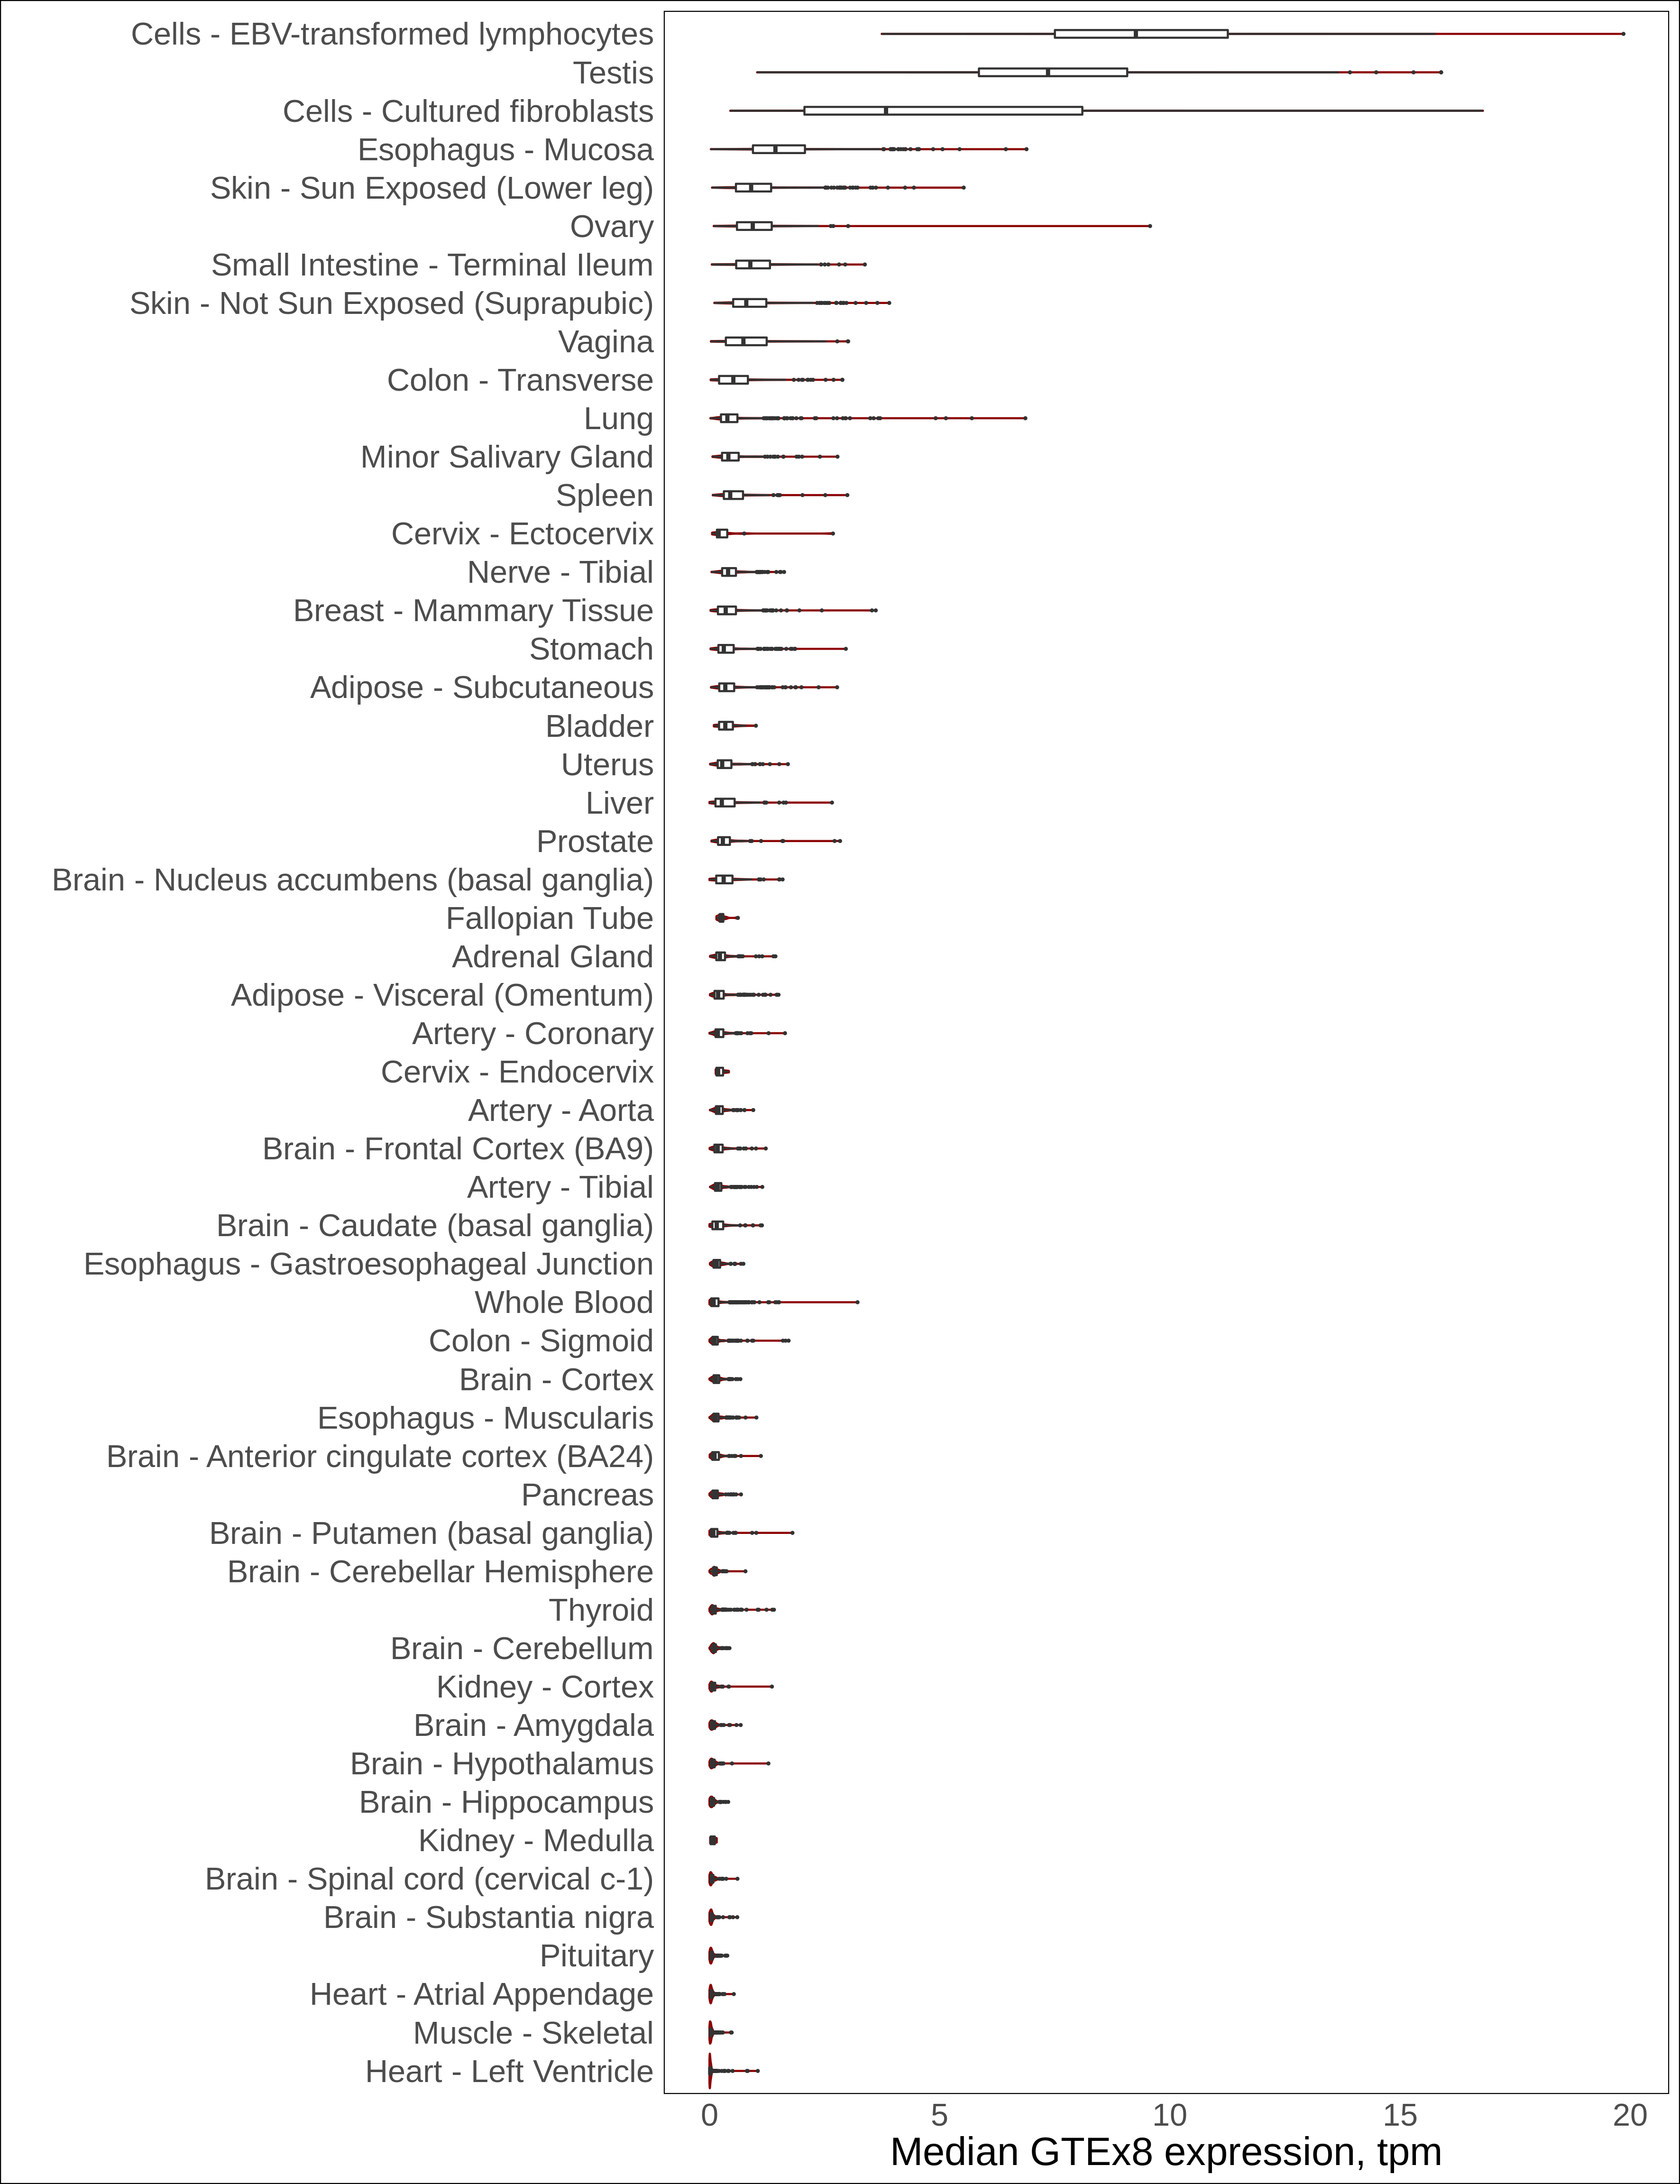 Cells - EBV-transformed lymphocytes
Testis
Cells - Cultured fibroblasts
Esophagus - Mucosa
Skin - Sun Exposed (Lower leg)
Ovary
Small Intestine - Terminal Ileum
Skin - Not Sun Exposed (Suprapubic)
Vagina
Colon - Transverse
Lung
Minor Salivary Gland
Spleen
Cervix - Ectocervix
Nerve - Tibial
Breast - Mammary Tissue
Stomach
Adipose - Subcutaneous
Bladder
Uterus
Liver
Prostate
Brain - Nucleus accumbens (basal ganglia)
Fallopian Tube
Adrenal Gland
Adipose - Visceral (Omentum)
Artery - Coronary
Cervix - Endocervix
Artery - Aorta
Brain - Frontal Cortex (BA9)
Artery - Tibial
Brain - Caudate (basal ganglia)
Esophagus - Gastroesophageal Junction
Whole Blood
Colon - Sigmoid
Brain - Cortex
Esophagus - Muscularis
Brain - Anterior cingulate cortex (BA24)
Pancreas
Brain - Putamen (basal ganglia)
Brain - Cerebellar Hemisphere
Thyroid
Brain - Cerebellum
Kidney - Cortex
Brain - Amygdala
Brain - Hypothalamus
Brain - Hippocampus
Kidney - Medulla
Brain - Spinal cord (cervical c-1)
Brain - Substantia nigra
Pituitary
Heart - Atrial Appendage
Muscle - Skeletal
Heart - Left Ventricle
0 5 10 15 20
Median GTEx8 expression, tpm